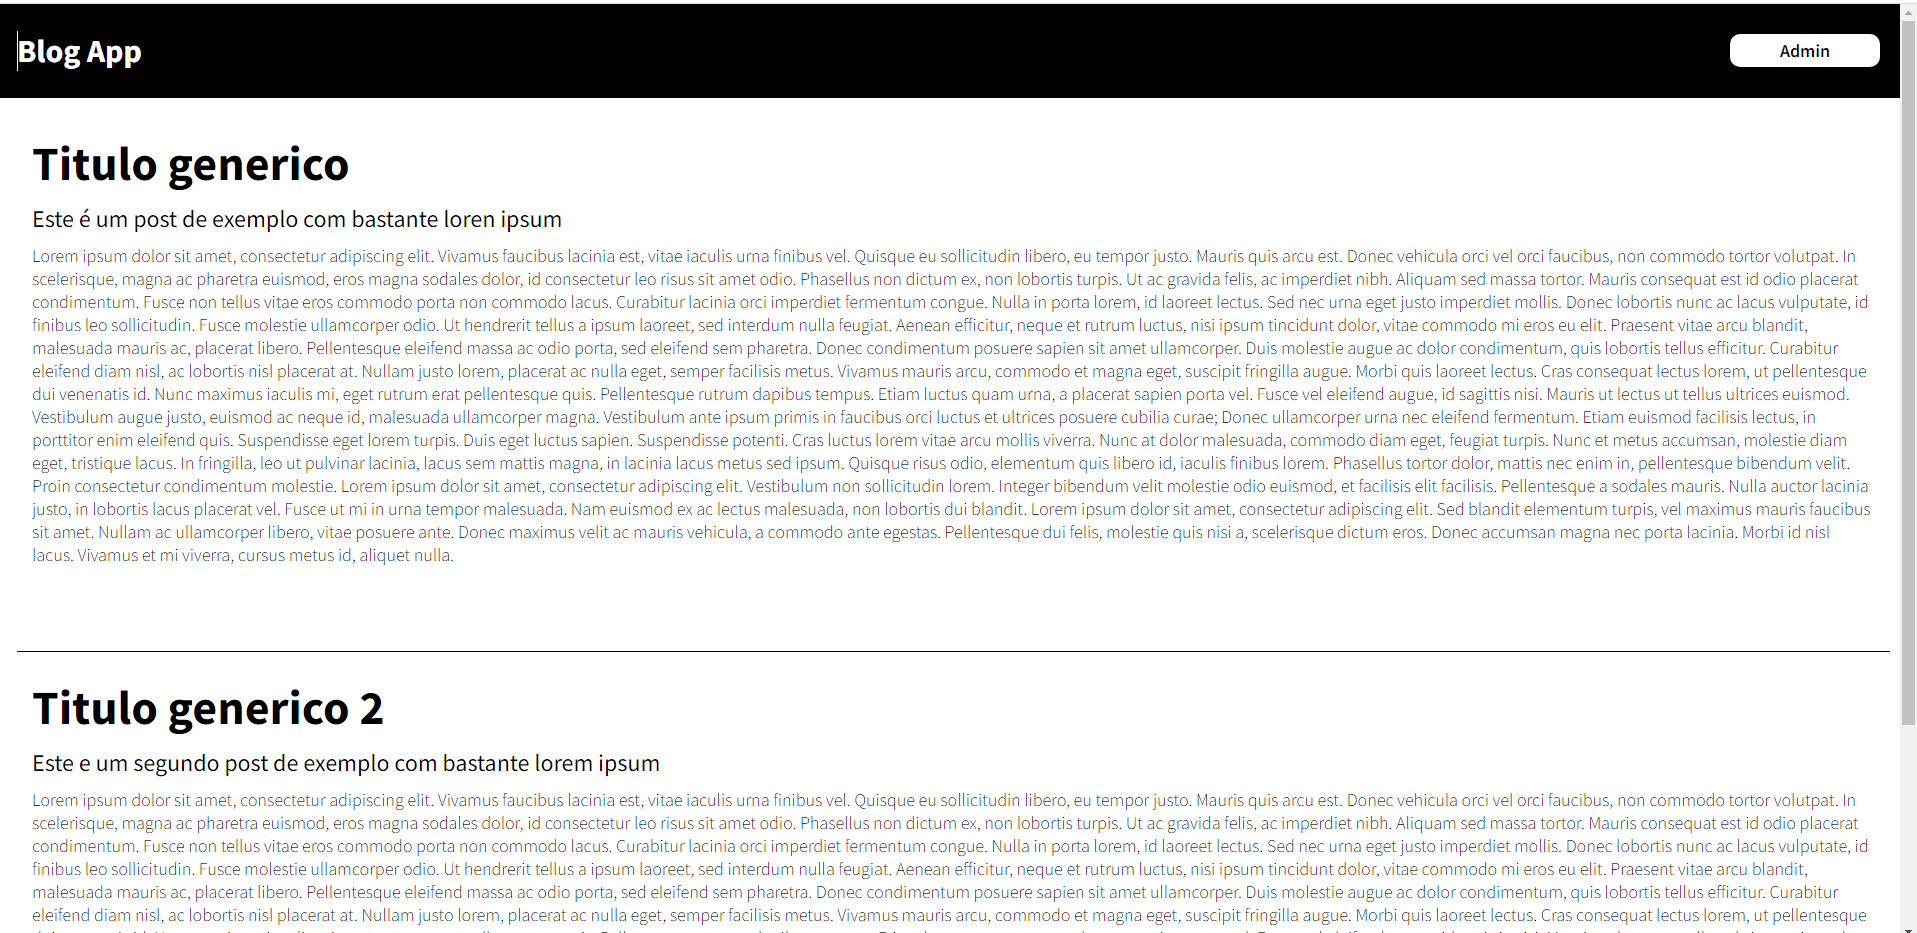 Blog App
Admin
Titulo generico
Este é um post de exemplo com bastante loren ipsum
Lorem ipsum dolor sit amet, consectetur adipiscing elit. Vivamus faucibus lacinia est, vitae iaculis urna finibus vel. Quisque eu sollicitudin libero, eu tempor justo. Mauris quis arcu est. Donec vehicula orci vel orci faucibus, non commodo tortor volutpat. In
scelerisque, magna ac pharetra euismod, eros magna sodales dolor, id consectetur leo risus sit amet odio. Phasellus non dictum ex, non lobortis turpis. Ut ac gravida felis, ac imperdiet nibh. Aliquam sed massa tortor. Mauris consequat est id odio placerat
condimentum. Fusce non tellus vitae eros commodo porta non commodo lacus. Curabitur lacinia orci imperdiet fermentum congue. Nulla in porta lorem, id laoreet lectus. Sed nec urna eget justo imperdiet mollis. Donec lobortis nunc ac lacus vulputate, id
finibus leo sollicitudin. Fusce molestie ullamcorper odio. Ut hendrerit tellus a ipsum laoreet, sed interdum nulla feugiat. Aenean efficitur, neque et rutrum luctus, nisi ipsum tincidunt dolor, vitae commodo mi eros eu elit. Praesent vitae arcu blandit,
malesuada mauris ac, placerat libero. Pellentesque eleifend massa ac odio porta, sed eleifend sem pharetra. Donec condimentum posuere sapien sit amet ullamcorper. Duis molestie augue ac dolor condimentum, quis lobortis tellus efficitur. Curabitur
eleifend diam nisl, ac lobortis nisl placerat at. Nullam justo lorem, placerat ac nulla eget, semper facilisis metus. Vivamus mauris arcu, commodo et magna eget, suscipit fringilla augue. Morbi quis laoreet lectus. Cras consequat lectus lorem, ut pellentesque
dui venenatis id. Nunc maximus iaculis mi, eget rutrum erat pellentesque quis. Pellentesque rutrum dapibus tempus. Etiam luctus quam urna, a placerat sapien porta vel. Fusce vel eleifend augue, id sagittis nisi. Mauris ut lectus ut tellus ultrices euismod.
Vestibulum augue justo, euismod ac neque id, malesuada ullamcorper magna. Vestibulum ante ipsum primis in faucibus orci luctus et ultrices posuere cubilia curae; Donec ullamcorper urna nec eleifend fermentum. Etiam euismod facilisis lectus, in
porttitor enim eleifend quis. Suspendisse eget lorem turpis. Duis eget luctus sapien. Suspendisse potenti. Cras luctus lorem vitae arcu mollis viverra. Nunc at dolor malesuada, commodo diam eget, feugiat turpis. Nunc et metus accumsan, molestie diam
eget, tristique lacus. In fringilla, leo ut pulvinar lacinia, lacus sem mattis magna, in lacinia lacus metus sed ipsum. Quisque risus odio, elementum quis libero id, iaculis finibus lorem. Phasellus tortor dolor, mattis nec enim in, pellentesque bibendum velit.
Proin consectetur condimentum molestie. Lorem ipsum dolor sit amet, consectetur adipiscing elit. Vestibulum non sollicitudin lorem. Integer bibendum velit molestie odio euismod, et facilisis elit facilisis. Pellentesque a sodales mauris. Nulla auctor lacinia
justo, in lobortis lacus placerat vel. Fusce ut mi in urna tempor malesuada. Nam euismod ex ac lectus malesuada, non lobortis dui blandit. Lorem ipsum dolor sit amet, consectetur adipiscing elit. Sed blandit elementum turpis, vel maximus mauris faucibus
sit amet. Nullam ac ullamcorper libero, vitae posuere ante. Donec maximus velit ac mauris vehicula, a commodo ante egestas. Pellentesque dui felis, molestie quis nisi a, scelerisque dictum eros. Donec accumsan magna nec porta lacinia. Morbi id nisl
lacus. Vivamus et mi viverra, cursus metus id, aliquet nulla.
Titulo generico 2
Este e um segundo post de exemplo com bastante lorem ipsum
Lorem ipsum dolor sit amet, consectetur adipiscing elit. Vivamus faucibus lacinia est, vitae iaculis urna finibus vel. Quisque eu sollicitudin libero, eu tempor justo. Mauris quis arcu est. Donec vehicula orci vel orci faucibus, non commodo tortor volutpat. In
scelerisque, magna ac pharetra euismod, eros magna sodales dolor, id consectetur leo risus sit amet odio. Phasellus non dictum ex, non lobortis turpis. Ut ac gravida felis, ac imperdiet nibh. Aliquam sed massa tortor. Mauris consequat est id odio placerat
condimentum. Fusce non tellus vitae eros commodo porta non commodo lacus. Curabitur lacinia orci imperdiet fermentum congue. Nulla in porta lorem, id laoreet lectus. Sed nec urna eget justo imperdiet mollis. Donec lobortis nunc ac lacus vulputate, id
finibus leo sollicitudin. Fusce molestie ullamcorper odio. Ut hendrerit tellus a ipsum laoreet, sed interdum nulla feugiat. Aenean efficitur, neque et rutrum luctus, nisi ipsum tincidunt dolor, vitae commodo mi eros eu elit. Praesent vitae arcu blandit,
malesuada mauris ac, placerat libero. Pellentesque eleifend massa ac odio porta, sed eleifend sem pharetra. Donec condimentum posuere sapien sit amet ullamcorper. Duis molestie augue ac dolor condimentum, quis lobortis tellus efficitur. Curabitur
eleifend diam nisl, ac lobortis nisl placerat at. Nullam justo lorem, placerat ac nulla eget, semper facilisis metus. Vivamus mauris arcu, commodo et magna eget, suscipit fringilla augue. Morbi quis laoreet lectus. Cras consequat lectus lorem, ut pellentesque